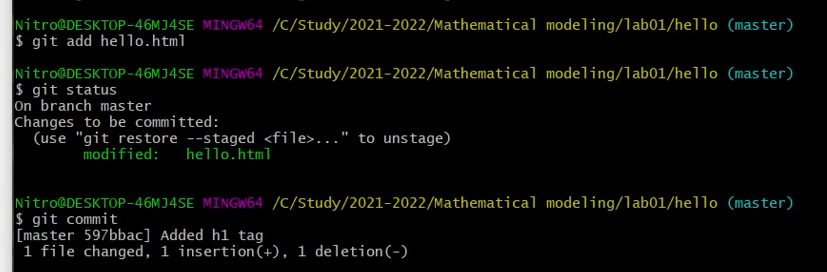 Nitro@DESKTOP-46MJ4SE MINGW64 /C/Study/2021-2022/Mathematical modeling/lab01/hello (master)
$ git add hello.html
Nitro@DESKTOP-46MJ4SE MINGW64 /C/Study/2021-2022/Mathematical modeling/lab01/hello (master)
$ git status
On branch master
Changes to be committed:
  (use "git restore --staged <file>..." to unstage)
        modified:   hello.html
Nitro@DESKTOP-46MJ4SE MINGW64 /C/Study/2021-2022/Mathematical modeling/lab01/hello (master)
$ git commit
[master 597bbac] Added h1 tag
 1 file changed, 1 insertion(+), 1 deletion(-)